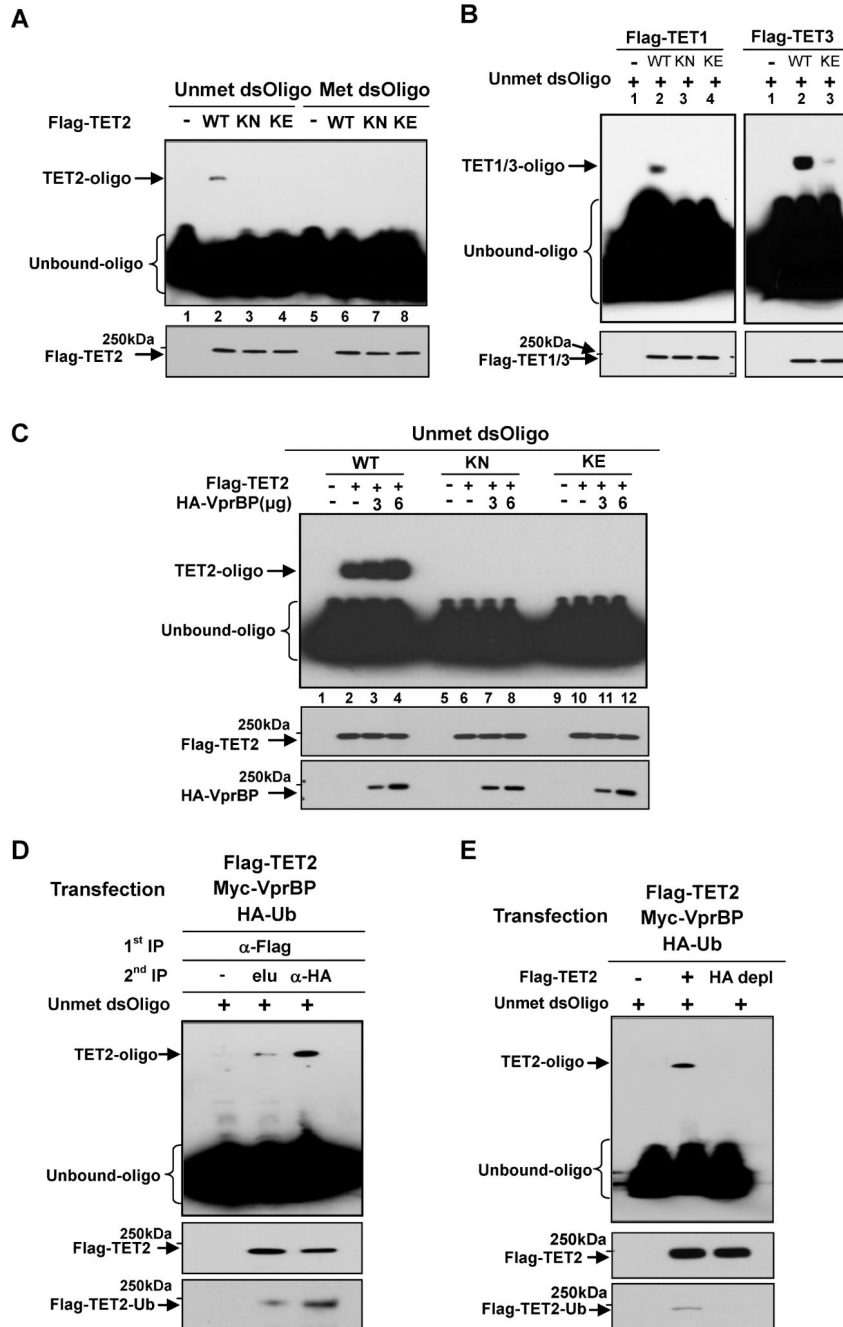 A
Unmet dsOligo Met dsOligo
Flag-TET2 - WT KN KE - WT KN KE
TET2-oligo
Unbound-oligo
1 2 3 4 5 6 7 8
250kDa
Flag-TET2
B
Flag-TET1 Flag-TET3
- WT KN KE - WT KE
Unmet dsOligo + + + + + + +
1 2 3 4 1 2 3
TET1/3-oligo
Unbound-oligo
250kDa
Flag-TET1/3
C
Unmet dsOligo
WT KN KE
Flag-TET2 - + + + - + + + - + + +
HA-VprBP(μg) - - 3 6 - - 3 6 - - 3 6
TET2-oligo
Unbound-oligo
1 2 3 4 5 6 7 8 9 10 11 12
250kDa
Flag-TET2
250kDa
HA-VprBP
D
Flag-TET2
Transfection Myc-VprBP
HA-Ub
1st IP α-Flag
2nd IP - elu α-HA
Unmet dsOligo + + +
TET2-oligo
Unbound-oligo
250kDa
Flag-TET2
250kDa
Flag-TET2-Ub
E
Flag-TET2
Transfection Myc-VprBP
HA-Ub
Flag-TET2 - + HA depl
Unmet dsOligo + + +
TET2-oligo
Unbound-oligo
250kDa
Flag-TET2
250kDa
Flag-TET2-Ub